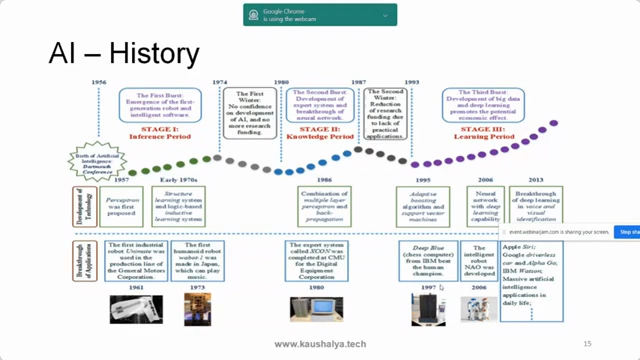 Google Chrome
is using the webcam
AI – History
1956
1974
1980
1987
1993
The First Burst:
Emergence of the first-
generation robot and
intelligent software.
STAGE I:
Inference Period
The First
Winter:
No confidence
on development
of AI, and no
more research
funding.
The Second Burst:
Development of
expert system and
breakthrough of
neural network.
STAGE II:
Knowledge Period
The Second
Winter:
Reduction of
research
funding due
to lack of
practical
applications.
The Third Burst:
Development of big data
and deep learning
promotes the potential
economic effect.
STAGE III:
Learning Period
Birth of Artificial
Intelligence
Dartmouth
Conference
Development of
Technology
1957
Perceptron
was first
proposed
Early 1970s
Structure
learning system
and logic-based
inductive learning
system
Combination of
multiple layer
perceptron and
back-
propagation
1995
Adaptive
boosting
algorithm and
support vector
machines
2006
Neural
network
with deep
learning
capability
2013
Breakthrough
of deep learning
in voice and
visual
identification
event.webinarjam.com is sharing your screen.
Stop sha
Breakthrough
of Applications
The first industrial
robot Unimate was
used in the
production line of
the General Motors
Corporation.
1961
The first
humanoid robot
wabot-1 was
made in Japan,
which can play
music.
1973
The expert system
called XCON was
completed at CMU
for the Digital
Equipment
Corporation
1980
Deep Blue
(chess computer)
from IBM beat
the human
champion.
1997
The
intelligent
robot
NAO was
developed
2006
Apple Siri;
Google driverless
car and Alpha Go;
IBM Watson;
Massive artificial
intelligence
applications in
daily life;
www.kaushalya.tech
15